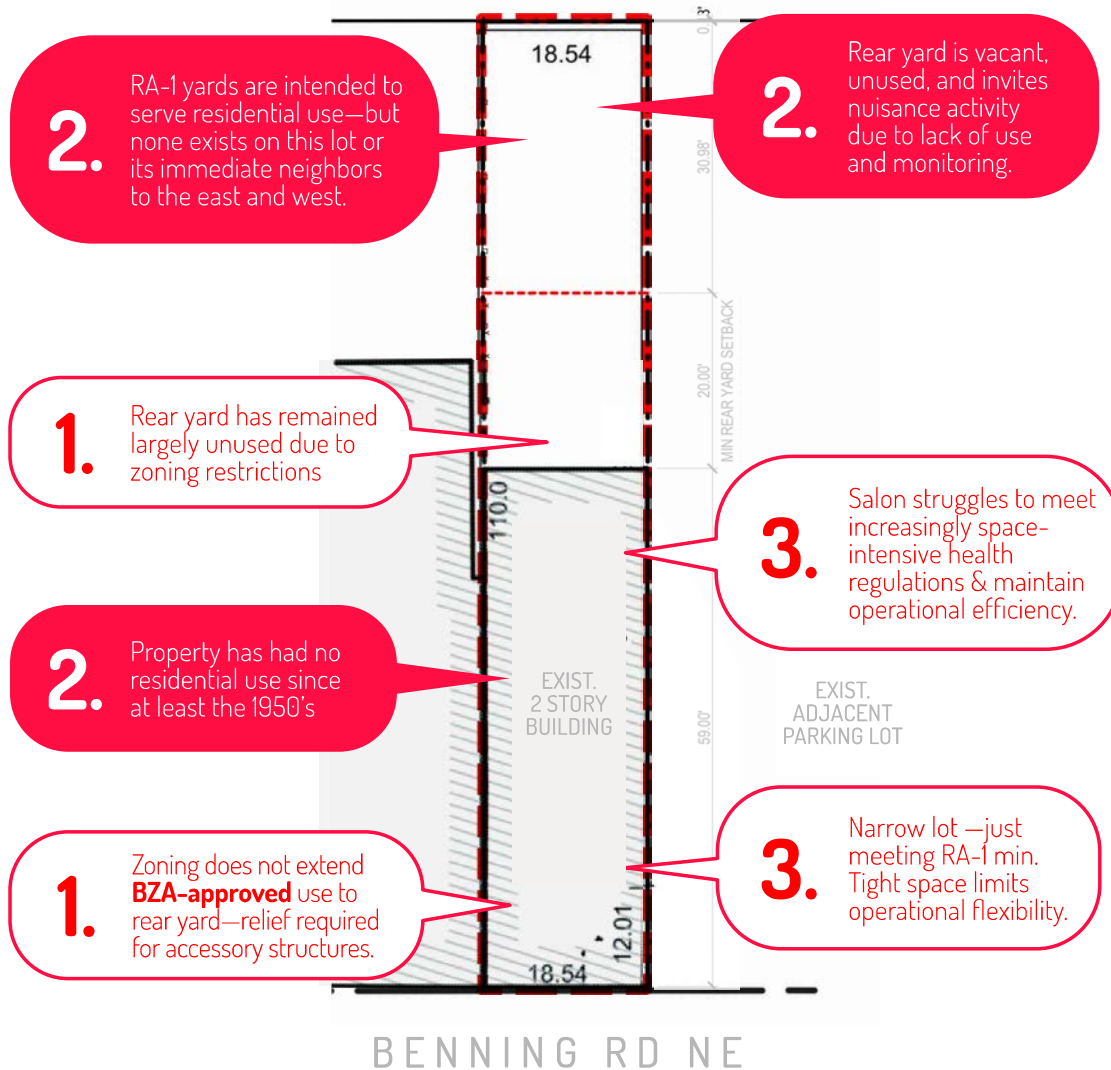 18.54
2.
RA-1 yards are intended to
serve residential use—but
none exists on this lot or
its immediate neighbors
to the east and west.
2.
Rear yard is vacant,
unused, and invites
nuisance activity
due to lack of use
and monitoring.
30.98'
20.00'
MIN REAR YARD SETBACK
1.
Rear yard has remained
largely unused due to
zoning restrictions
110.0
3.
Salon struggles to meet
increasingly space-
intensive health
regulations & maintain
operational efficiency.
2.
Property has had no
residential use since
at least the 1950's
EXIST.
2 STORY
BUILDING
59.00'
EXIST.
ADJACENT
PARKING LOT
1.
Zoning does not extend
BZA-approved use to
rear yard—relief required
for accessory structures.
3.
Narrow lot —just
meeting RA-1 min.
Tight space limits
operational flexibility.
12.01
18.54
BENNING RD NE